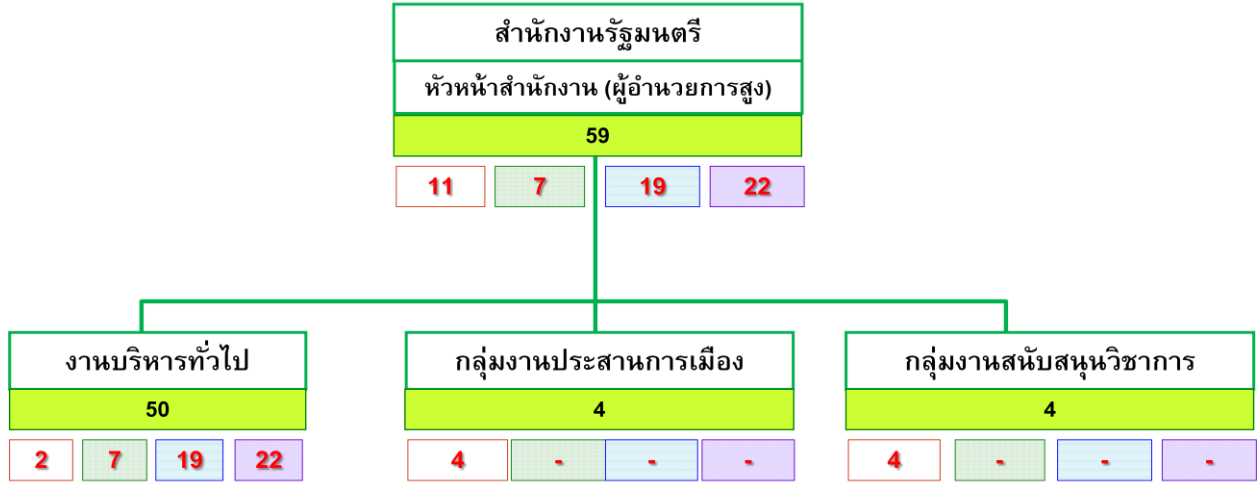 สำนักงานรัฐมนตรี
หัวหน้าสำนักงาน (ผู้อำนวยการสูง)
59
11 7 19 22
งานบริหารทั่วไป
50
2 7 19 22
กลุ่มงานประสานการเมือง
4
4 - - -
กลุ่มงานสนับสนุนวิชาการ
4
4 - - -